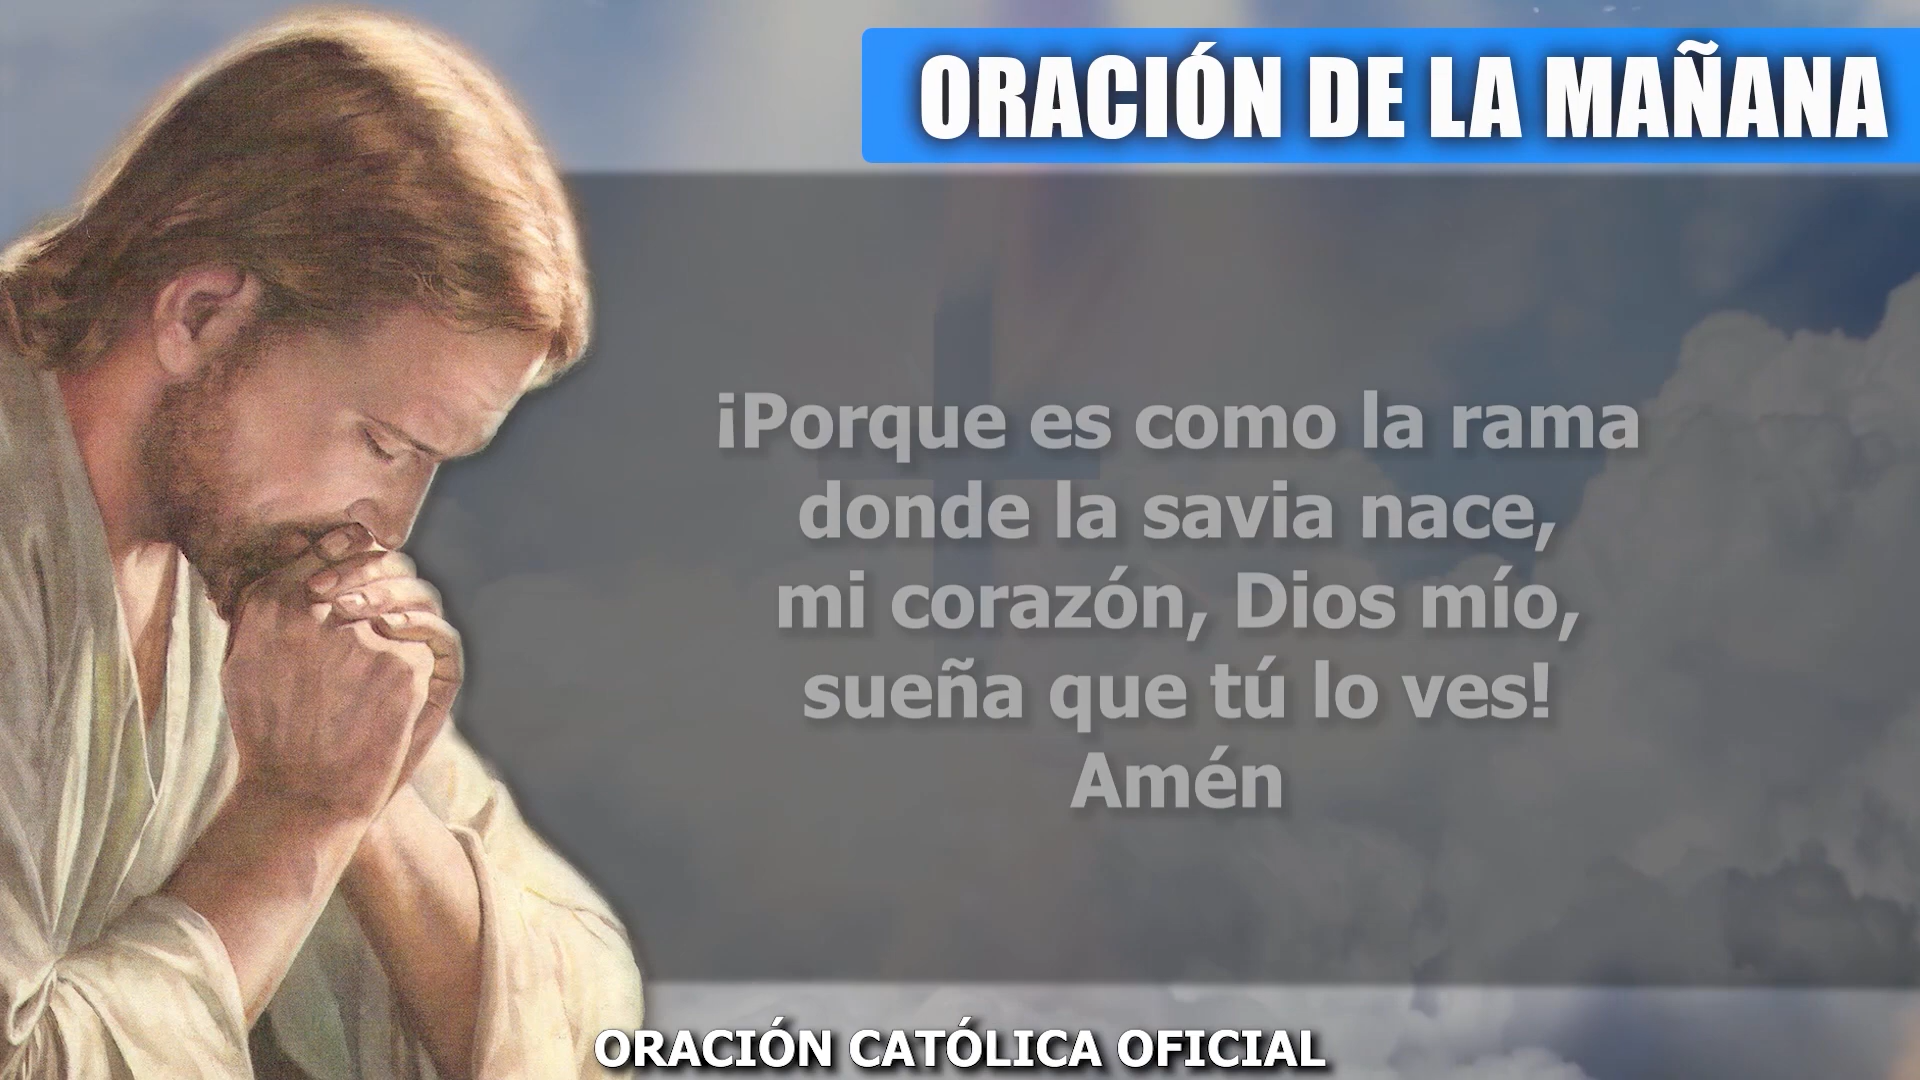 ORACIÓN DE LA MAÑANA
¡Porque es como la rama
donde la savia nace,
mi corazón, Dios mío,
sueña que tú lo ves!
Amén
ORACIÓN CATÓLICA OFICIAL